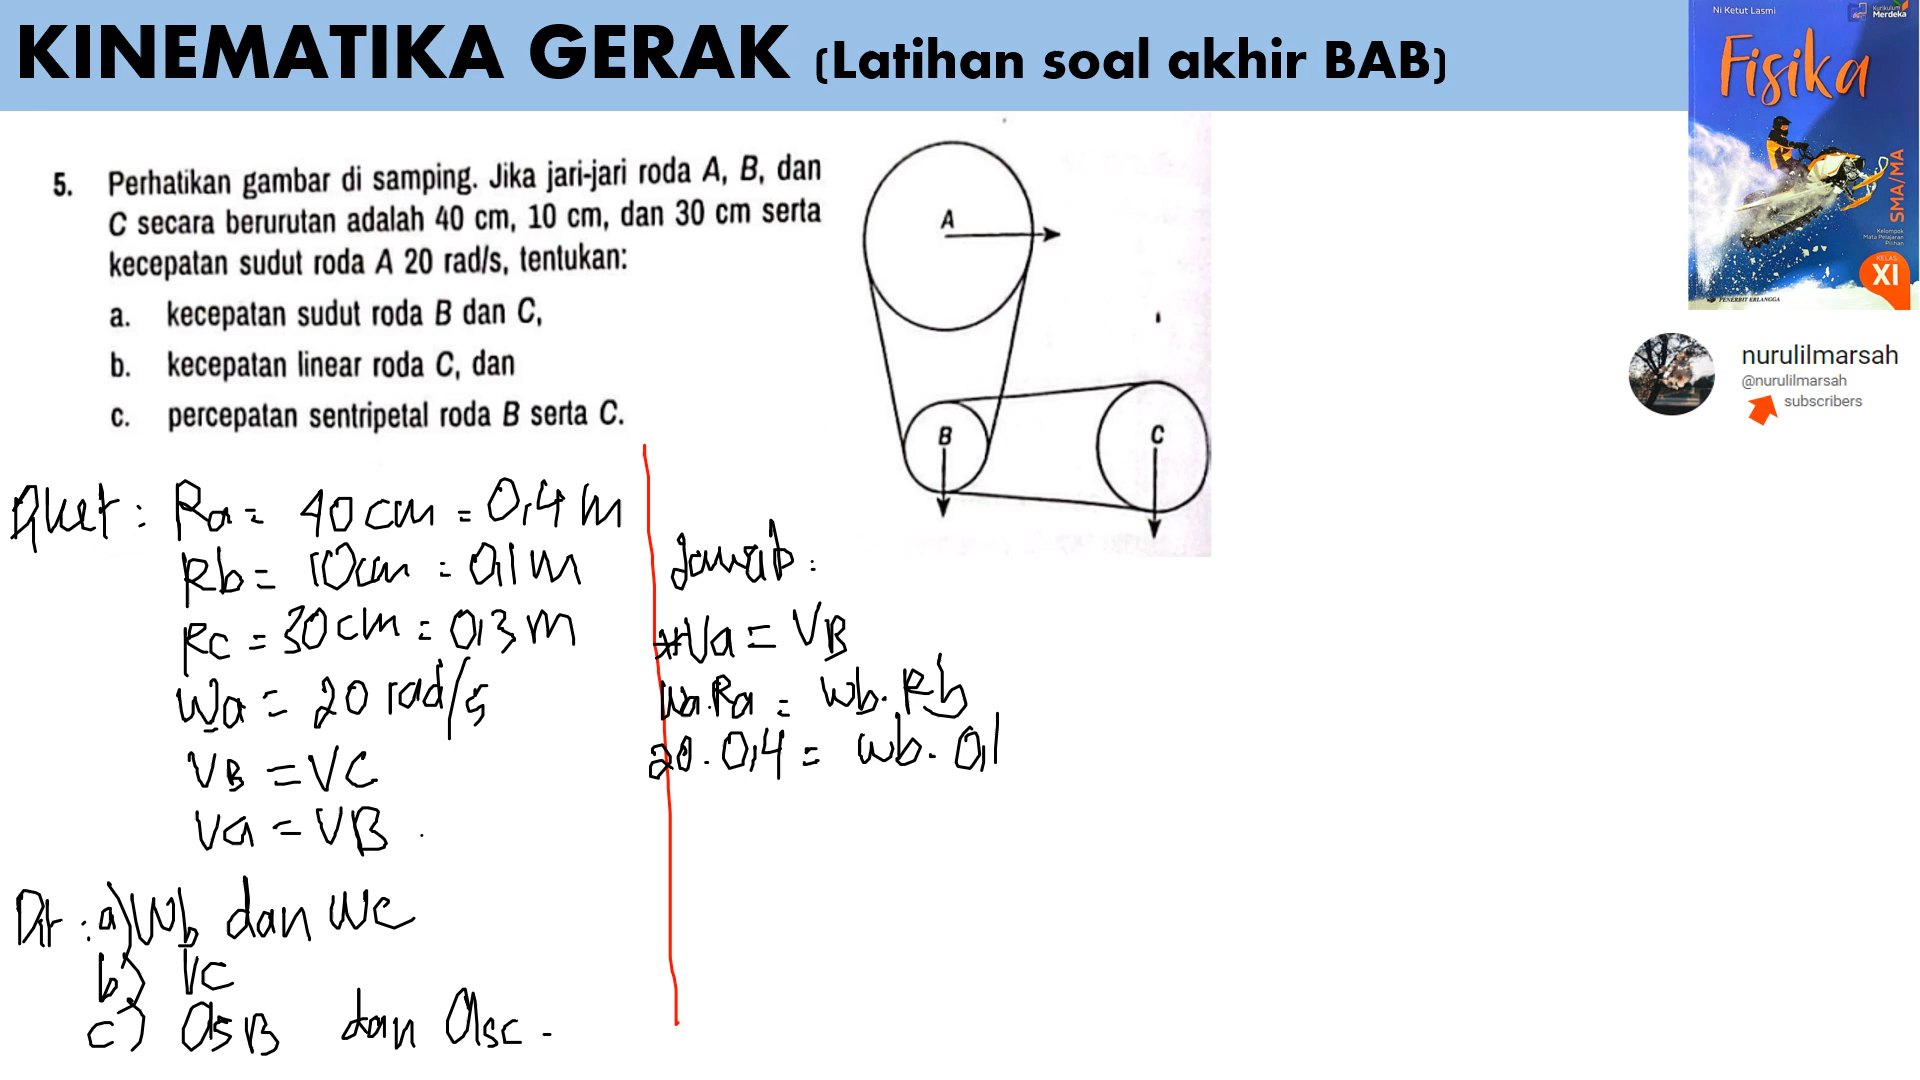 KINEMATIKA GERAK (Latihan soal akhir BAB)
Ni Ketut Lasmi
Kurikulum
Merdeka
Fisika
SMA/MA
Kelompok
Mata Pelajaran
Pilihan
KELAS
XI
PENERBIT ERLANGGA
nurulilmarsah
@nurulilmarsah
subscribers
5. Perhatikan gambar di samping. Jika jari-jari roda A, B, dan
C secara berurutan adalah 40 cm, 10 cm, dan 30 cm serta
kecepatan sudut roda A 20 rad/s, tentukan:
a. kecepatan sudut roda B dan C,
b. kecepatan linear roda C, dan
c. percepatan sentripetal roda B serta C.
A
B
C
Dket : Ra = 40 cm = 0,4 m
Rb = 10 cm = 0,1 m
Rc = 30 cm = 0,3 m
Wa = 20 rad/s
VB = VC
Va = VB .
Dit : a) Wb dan Wc
b) VC
c) asB dan asc -
Jawab :
* Va = VB
Wa.Ra = Wb.Rb
20.0,4 = wb. 0,1